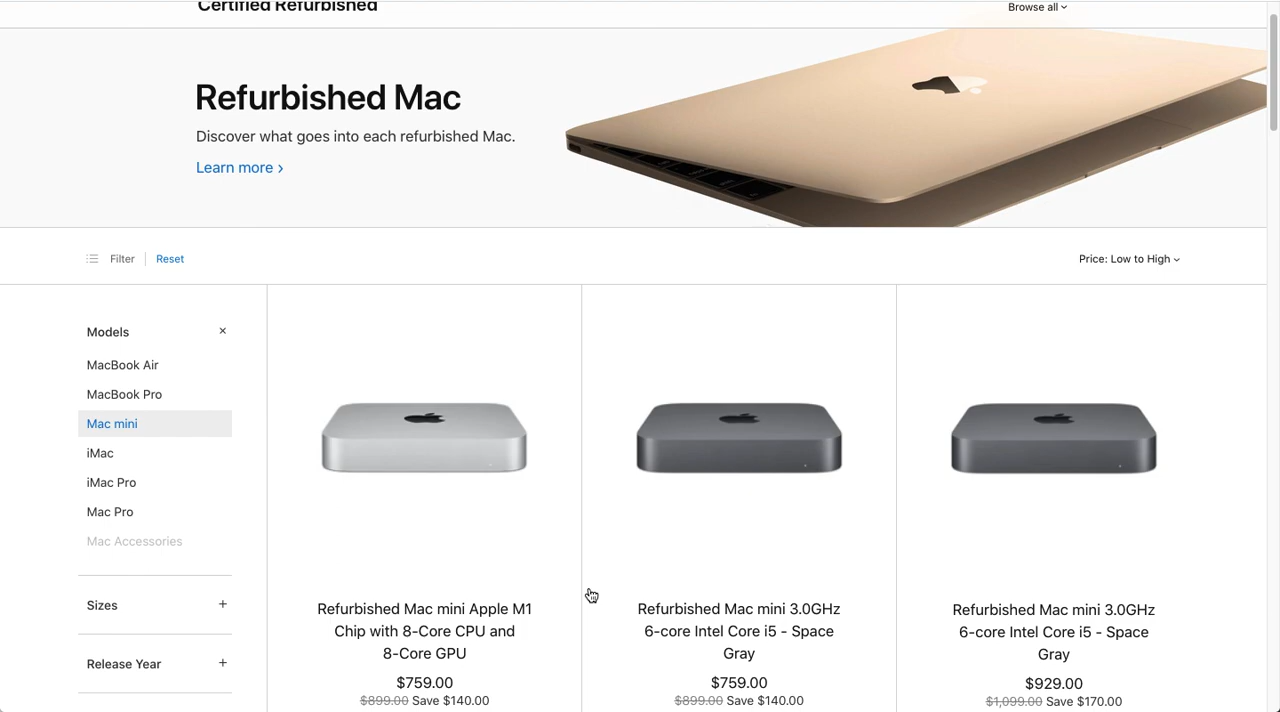 Certified Refurbished
Browse all
Refurbished Mac
Discover what goes into each refurbished Mac.
Learn more ›
Filter
Reset
Price: Low to High
Models
×
MacBook Air
MacBook Pro
Mac mini
iMac
iMac Pro
Mac Pro
Mac Accessories
Sizes +
Release Year +
Refurbished Mac mini Apple M1
Chip with 8-Core CPU and
8-Core GPU
$759.00
$899.00 Save $140.00
Refurbished Mac mini 3.0GHz
6-core Intel Core i5 - Space
Gray
$759.00
$899.00 Save $140.00
Refurbished Mac mini 3.0GHz
6-core Intel Core i5 - Space
Gray
$929.00
$1,099.00 Save $170.00